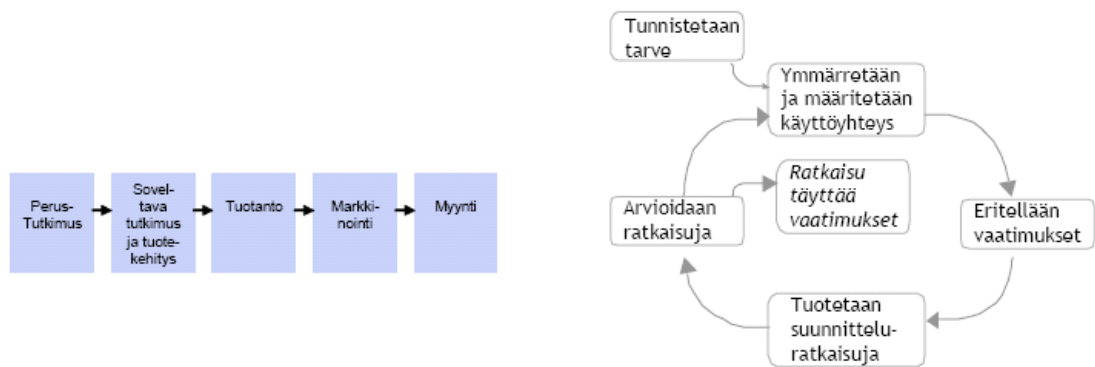 Perus-
Tutkimus
Sovel-
tava
tutkimus
ja tuote-
kehitys
Tuotanto
Markki-
nointi
Myynti
Tunnistetaan
tarve
Ymmärretään
ja määritetään
käyttöyhteys
Ratkaisu
täyttää
vaatimukset
Arvioidaan
ratkaisuja
Eritellään
vaatimukset
Tuotetaan
suunnittelu-
ratkaisuja